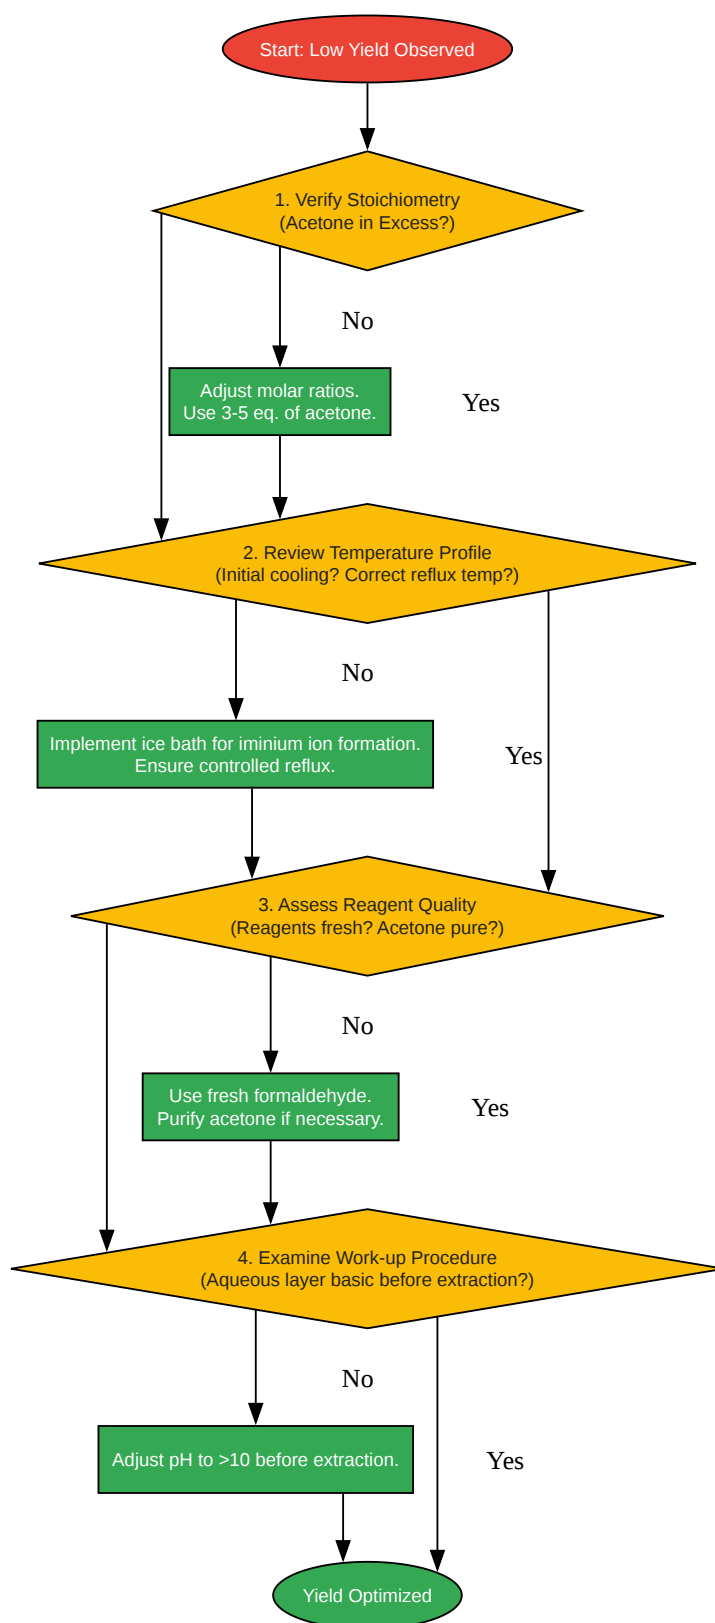 Start: Low Yield Observed
1. Verify Stoichiometry
(Acetone in Excess?)
No
Adjust molar ratios.
Use 3-5 eq. of acetone.
Yes
2. Review Temperature Profile
(Initial cooling? Correct reflux temp?)
No
Implement ice bath for iminium ion formation.
Ensure controlled reflux.
Yes
3. Assess Reagent Quality
(Reagents fresh? Acetone pure?)
No
Use fresh formaldehyde.
Purify acetone if necessary.
Yes
4. Examine Work-up Procedure
(Aqueous layer basic before extraction?)
No
Adjust pH to >10 before extraction.
Yes
Yield Optimized